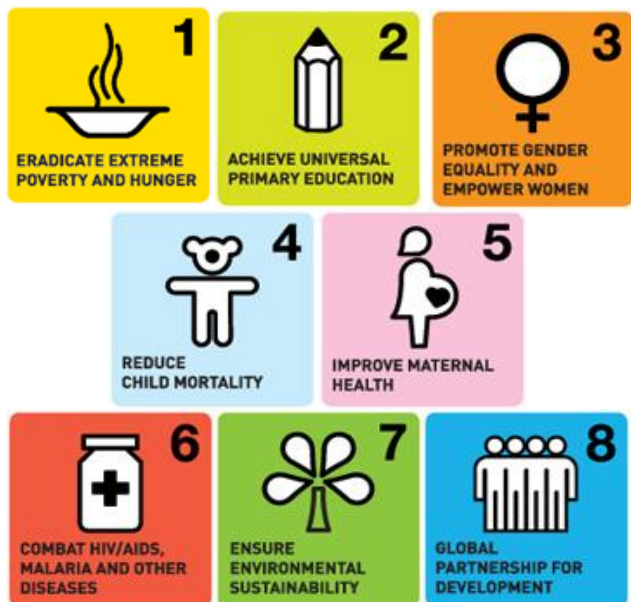 1
ERADICATE EXTREME
POVERTY AND HUNGER
2
ACHIEVE UNIVERSAL
PRIMARY EDUCATION
3
PROMOTE GENDER
EQUALITY AND
EMPOWER WOMEN
4
REDUCE
CHILD MORTALITY
5
IMPROVE MATERNAL
HEALTH
6
COMBAT HIV/AIDS,
MALARIA AND OTHER
DISEASES
7
ENSURE
ENVIRONMENTAL
SUSTAINABILITY
8
GLOBAL
PARTNERSHIP FOR
DEVELOPMENT